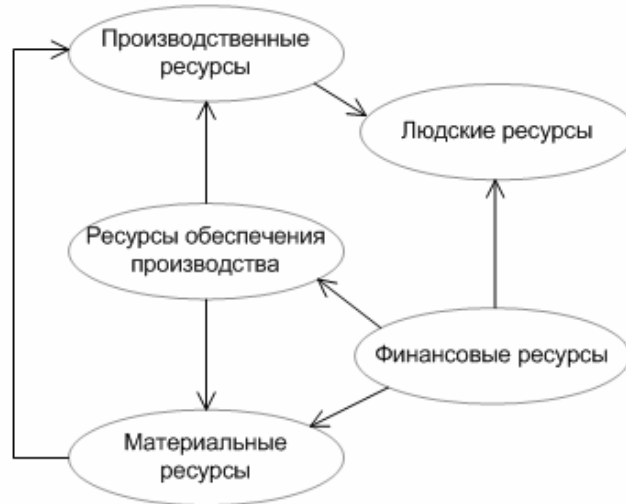 Производственные
ресурсы
Людские ресурсы
Ресурсы обеспечения
производства
Финансовые ресурсы
Материальные
ресурсы